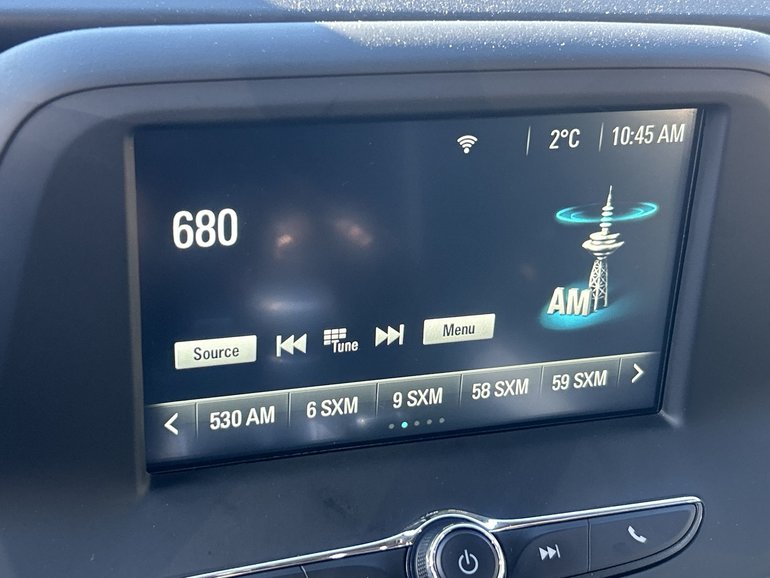 2°C 10:45 AM
680
AM
Source Tune Menu
530 AM 6 SXM 9 SXM 58 SXM 59 SXM